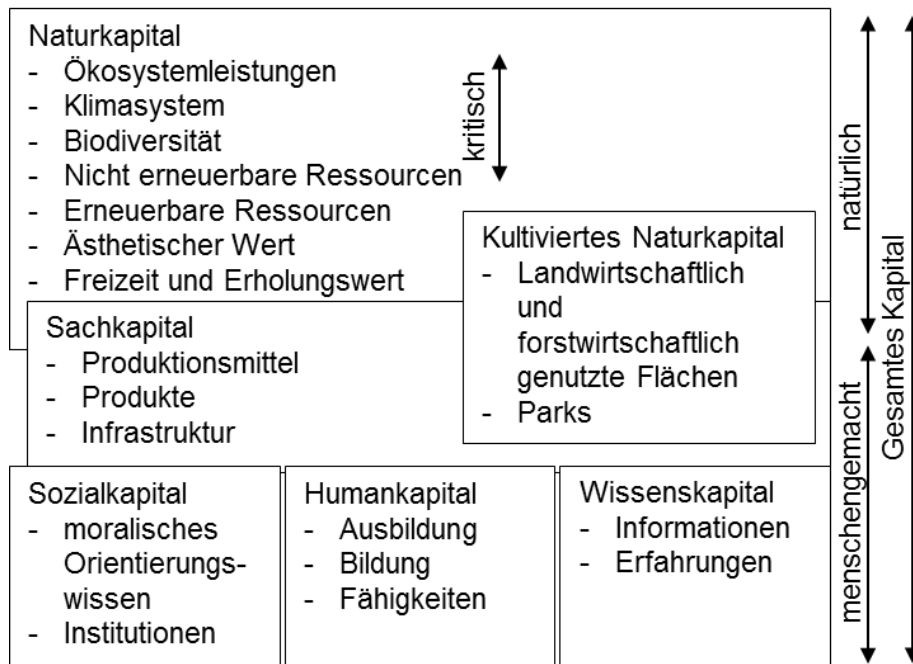 Naturkapital
- Ökosystemleistungen
- Klimasystem
- Biodiversität
- Nicht erneuerbare Ressourcen
- Erneuerbare Ressourcen
- Ästhetischer Wert
- Freizeit und Erholungswert
kritisch
Kultiviertes Naturkapital
- Landwirtschaftlich
und
forstwirtschaftlich
genutzte Flächen
- Parks
Sachkapital
- Produktionsmittel
- Produkte
- Infrastruktur
Sozialkapital
- moralisches
Orientierungs-
wissen
- Institutionen
Humankapital
- Ausbildung
- Bildung
- Fähigkeiten
Wissenskapital
- Informationen
- Erfahrungen
natürlich
menschengemacht
Gesamtes Kapital